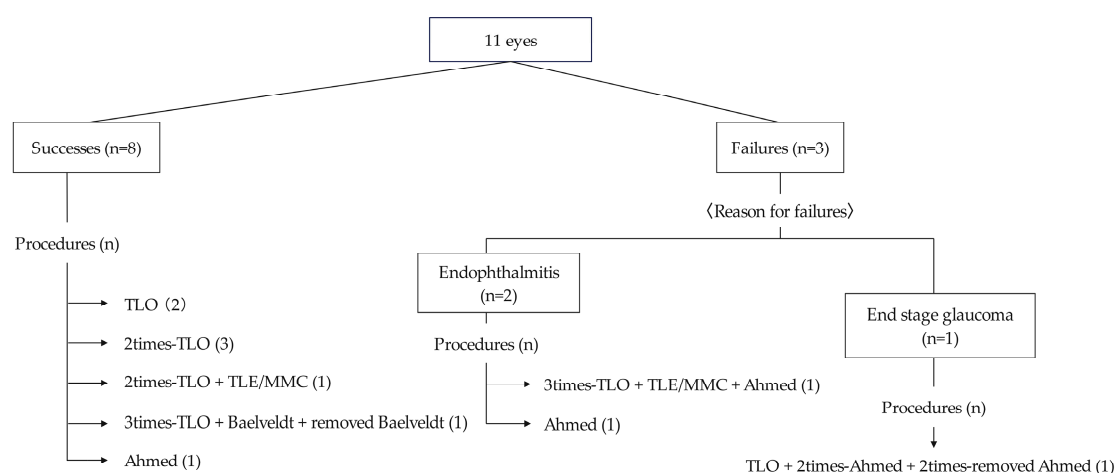 11 eyes
Successes (n=8)
Procedures (n)
TLO (2)
2times-TLO (3)
2times-TLO + TLE/MMC (1)
3times-TLO + Baelveldt + removed Baelveldt (1)
Ahmed (1)
Failures (n=3)
〈Reason for failures〉
Endophthalmitis
(n=2)
Procedures (n)
3times-TLO + TLE/MMC + Ahmed (1)
Ahmed (1)
End stage glaucoma
(n=1)
Procedures (n)
TLO + 2times-Ahmed + 2times-removed Ahmed (1)